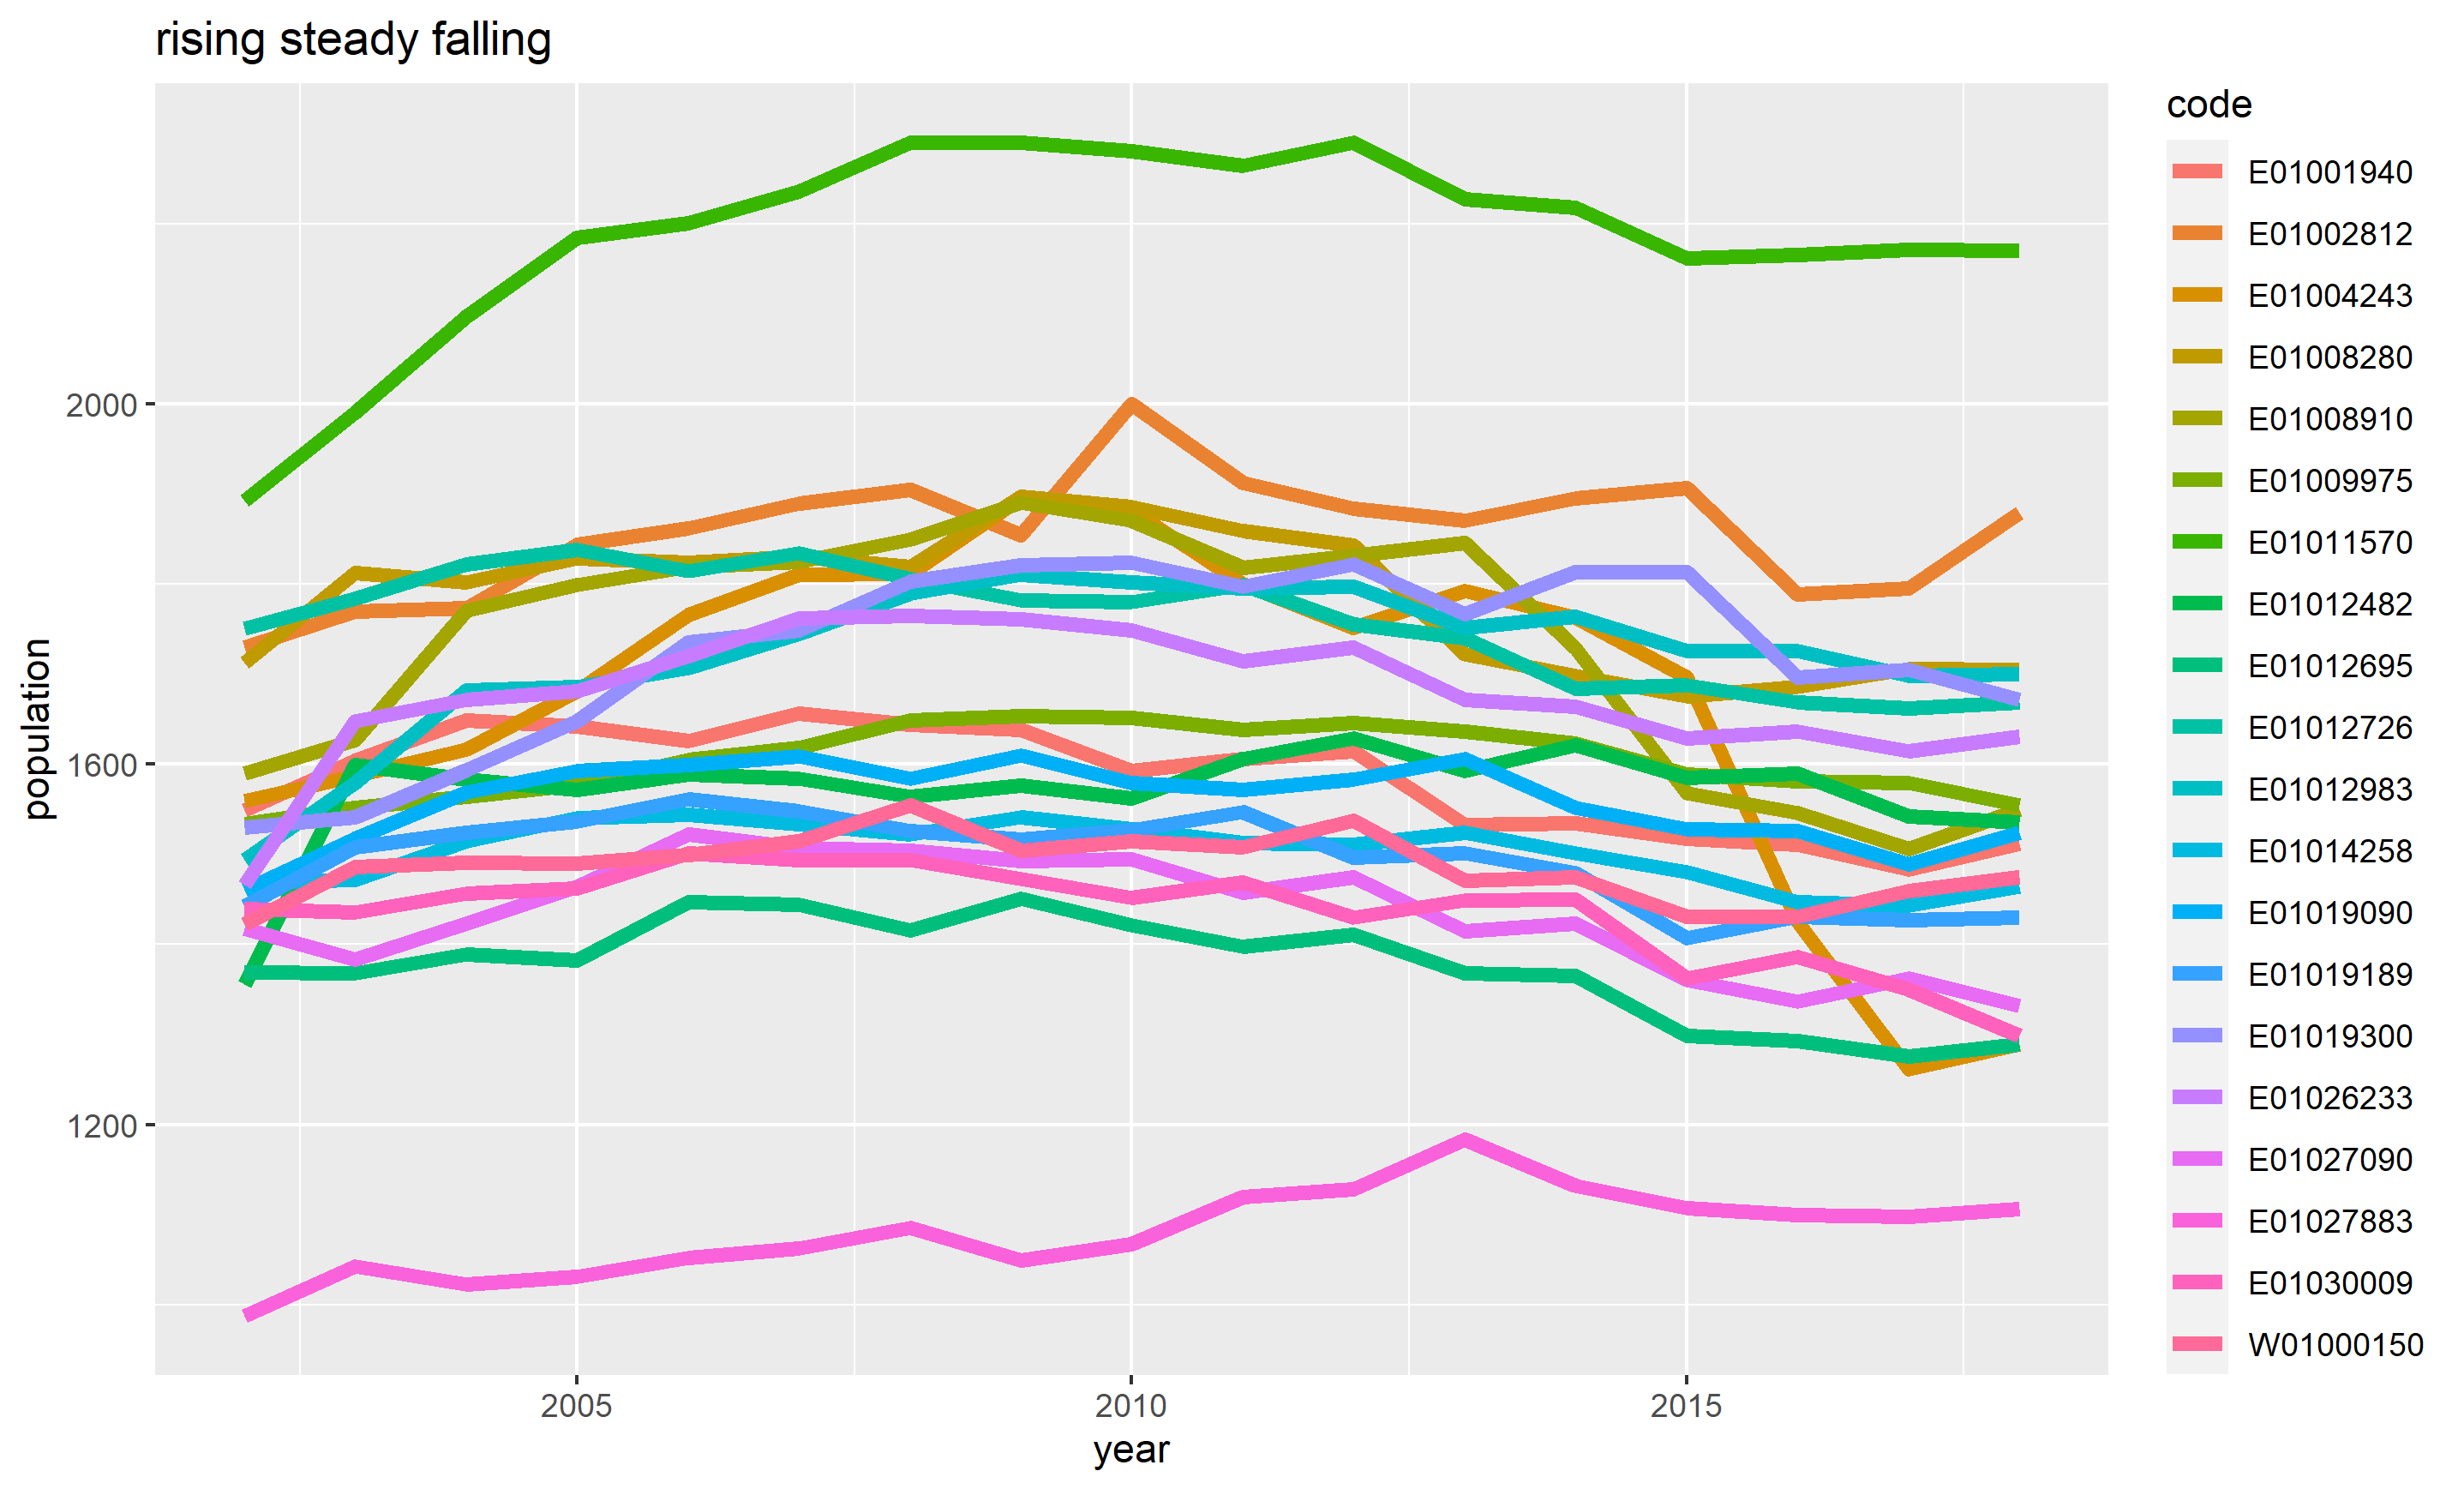 rising steady falling
population
2000
1600
1200
2005
2010
2015
year
code
E01001940
E01002812
E01004243
E01008280
E01008910
E01009975
E01011570
E01012482
E01012695
E01012726
E01012983
E01014258
E01019090
E01019189
E01019300
E01026233
E01027090
E01027883
E01030009
W01000150